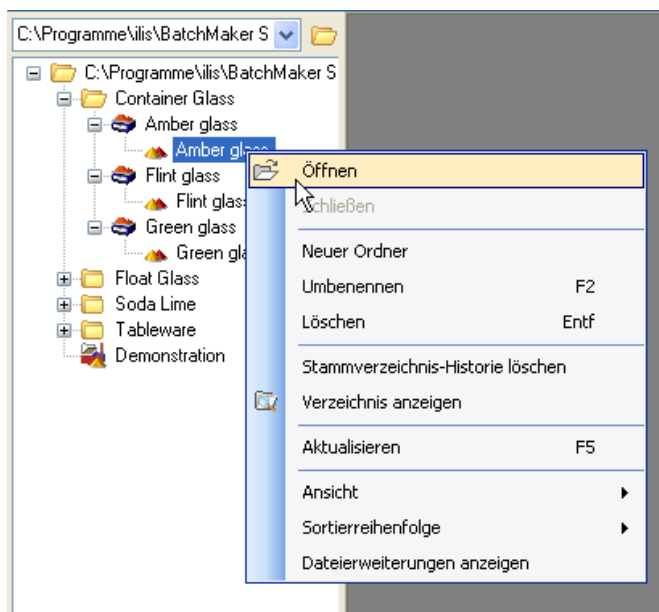 C:\Programme\ilis\BatchMaker S
C:\Programme\ilis\BatchMaker S
Container Glass
Amber glass
Amber glass
Flint glass
Flint glas
Green glass
Green gla
Float Glass
Soda Lime
Tableware
Demonstration
Öffnen
Schließen
Neuer Ordner
Umbenennen F2
Löschen Entf
Stammverzeichnis-Historie löschen
Verzeichnis anzeigen
Aktualisieren F5
Ansicht
Sortierreihenfolge
Dateierweiterungen anzeigen